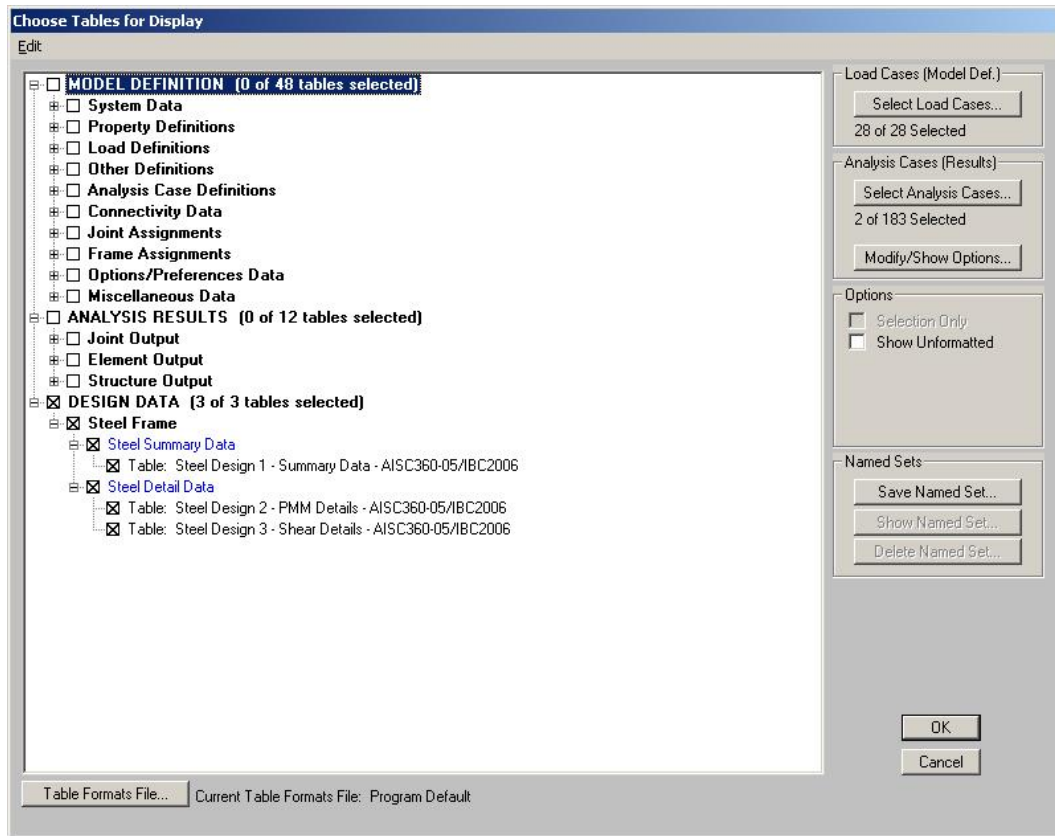 Choose Tables for Display
Edit
MODEL DEFINITION (0 of 48 tables selected)
System Data
Property Definitions
Load Definitions
Other Definitions
Analysis Case Definitions
Connectivity Data
Joint Assignments
Frame Assignments
Options/Preferences Data
Miscellaneous Data
ANALYSIS RESULTS (0 of 12 tables selected)
Joint Output
Element Output
Structure Output
DESIGN DATA (3 of 3 tables selected)
Steel Frame
Steel Summary Data
Table: Steel Design 1 - Summary Data - AISC360-05/IBC2006
Steel Detail Data
Table: Steel Design 2 - PMM Details - AISC360-05/IBC2006
Table: Steel Design 3 - Shear Details - AISC360-05/IBC2006
Load Cases (Model Def.)
Select Load Cases...
28 of 28 Selected
Analysis Cases (Results)
Select Analysis Cases...
2 of 183 Selected
Modify/Show Options...
Options
Selection Only
Show Unformatted
Named Sets
Save Named Set...
Show Named Set...
Delete Named Set...
OK
Cancel
Table Formats File...
Current Table Formats File: Program Default